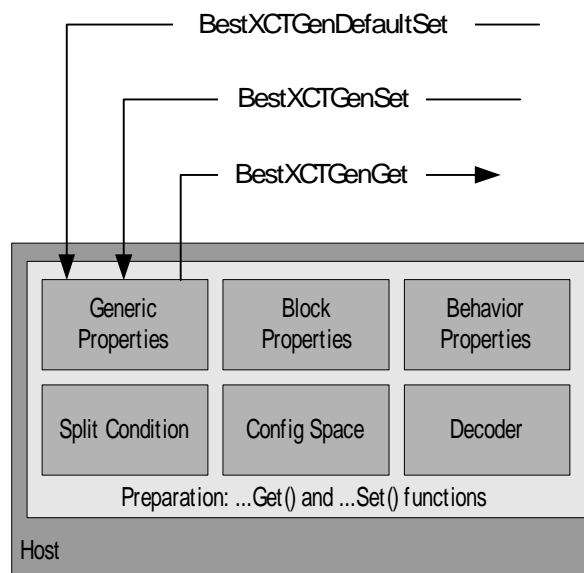 BestXCTGenDefaultSet
BestXCTGenSet
BestXCTGenGet
Generic
Properties
Block
Properties
Behavior
Properties
Split Condition
Config Space
Decoder
Preparation: ...Get() and ...Set() functions
Host